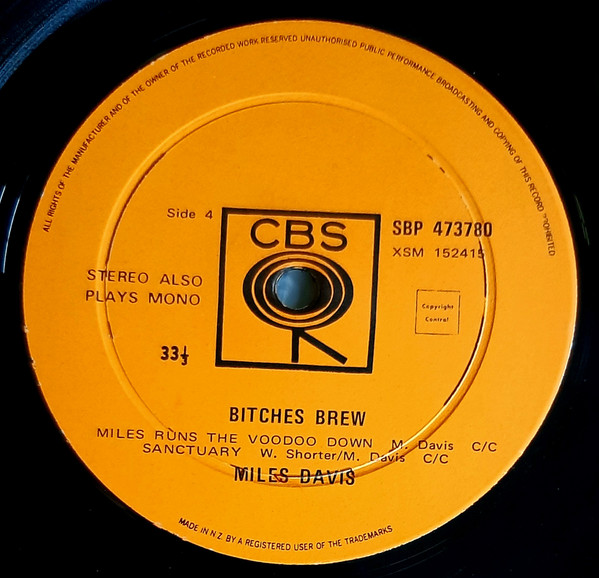 ALL RIGHTS OF THE MANUFACTURER AND OF THE OWNER OF THE RECORDED WORK RESERVED UNAUTHORISED PUBLIC PERFORMANCE BROADCASTING AND COPYING OF THIS RECORD PROHIBITED
Side 4
CBS
SBP 473780
XSM 152415
STEREO ALSO
PLAYS MONO
Copyright
Control
33⅓
BITCHES BREW
MILES RUNS THE VOODOO DOWN M. Davis C/C
SANCTUARY W. Shorter/M. Davis C/C
MILES DAVIS
MADE IN N.Z. BY A REGISTERED USER OF THE TRADEMARKS